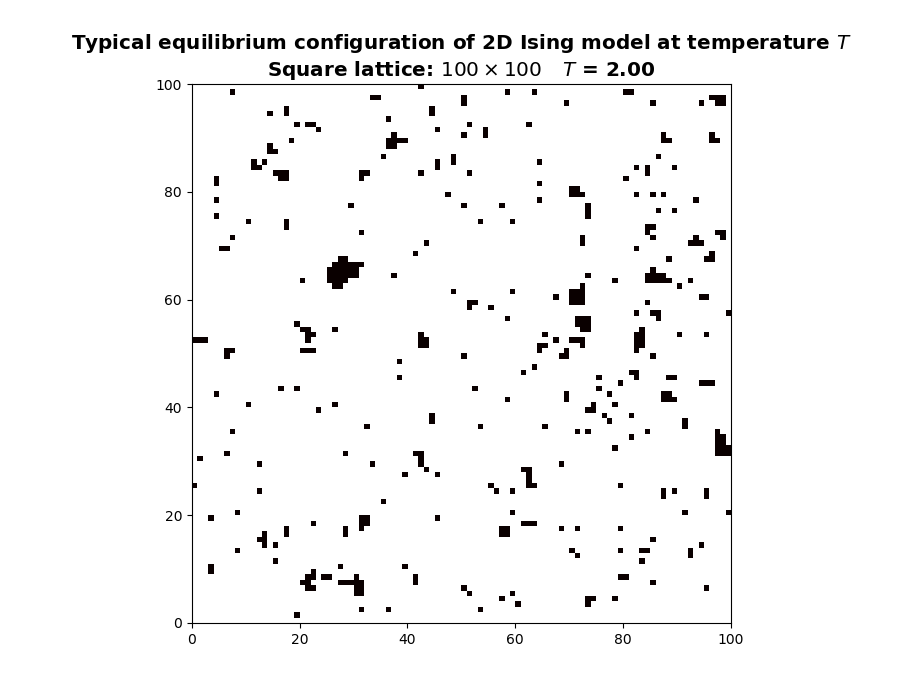 Typical equilibrium configuration of 2D Ising model at temperature T
Square lattice: 100 × 100 T = 2.00
100
80
60
40
20
0
0 20 40 60 80 100